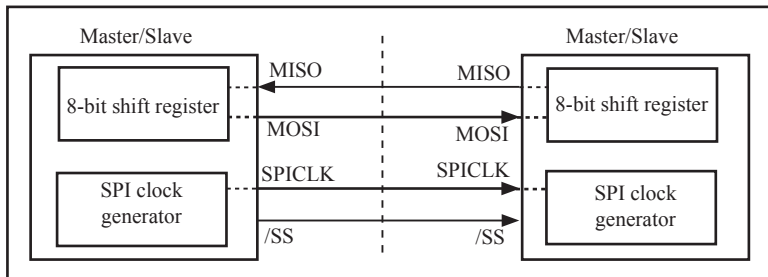 Master/Slave
Master/Slave
MISO
MISO
8-bit shift register
8-bit shift register
MOSI
MOSI
SPICLK
SPICLK
SPI clock
generator
SPI clock
generator
/SS
/SS